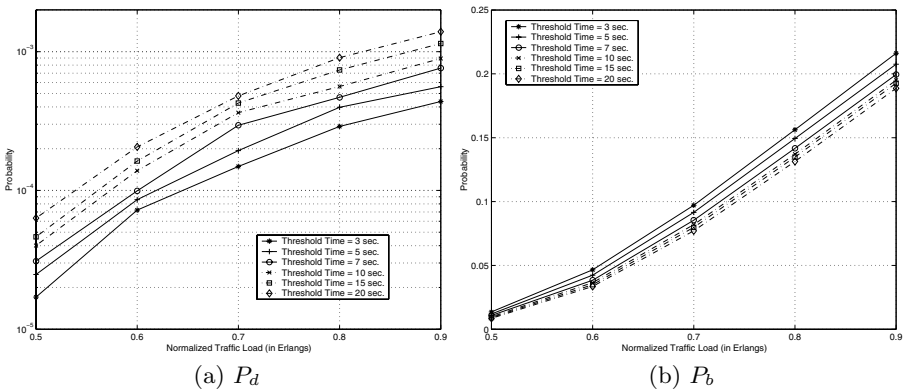 10⁻³
10⁻⁴
10⁻⁵
Probability
Threshold Time = 3 sec.
Threshold Time = 5 sec.
Threshold Time = 7 sec.
Threshold Time = 10 sec.
Threshold Time = 15 sec.
Threshold Time = 20 sec.
0.5 0.6 0.7 0.8 0.9
Normalized Traffic Load (in Erlangs)
(a) P_d
0.25
0.2
0.15
0.1
0.05
0
Probability
Threshold Time = 3 sec.
Threshold Time = 5 sec.
Threshold Time = 7 sec.
Threshold Time = 10 sec.
Threshold Time = 15 sec.
Threshold Time = 20 sec.
0.5 0.6 0.7 0.8 0.9
Normalized Traffic Load (in Erlangs)
(b) P_b